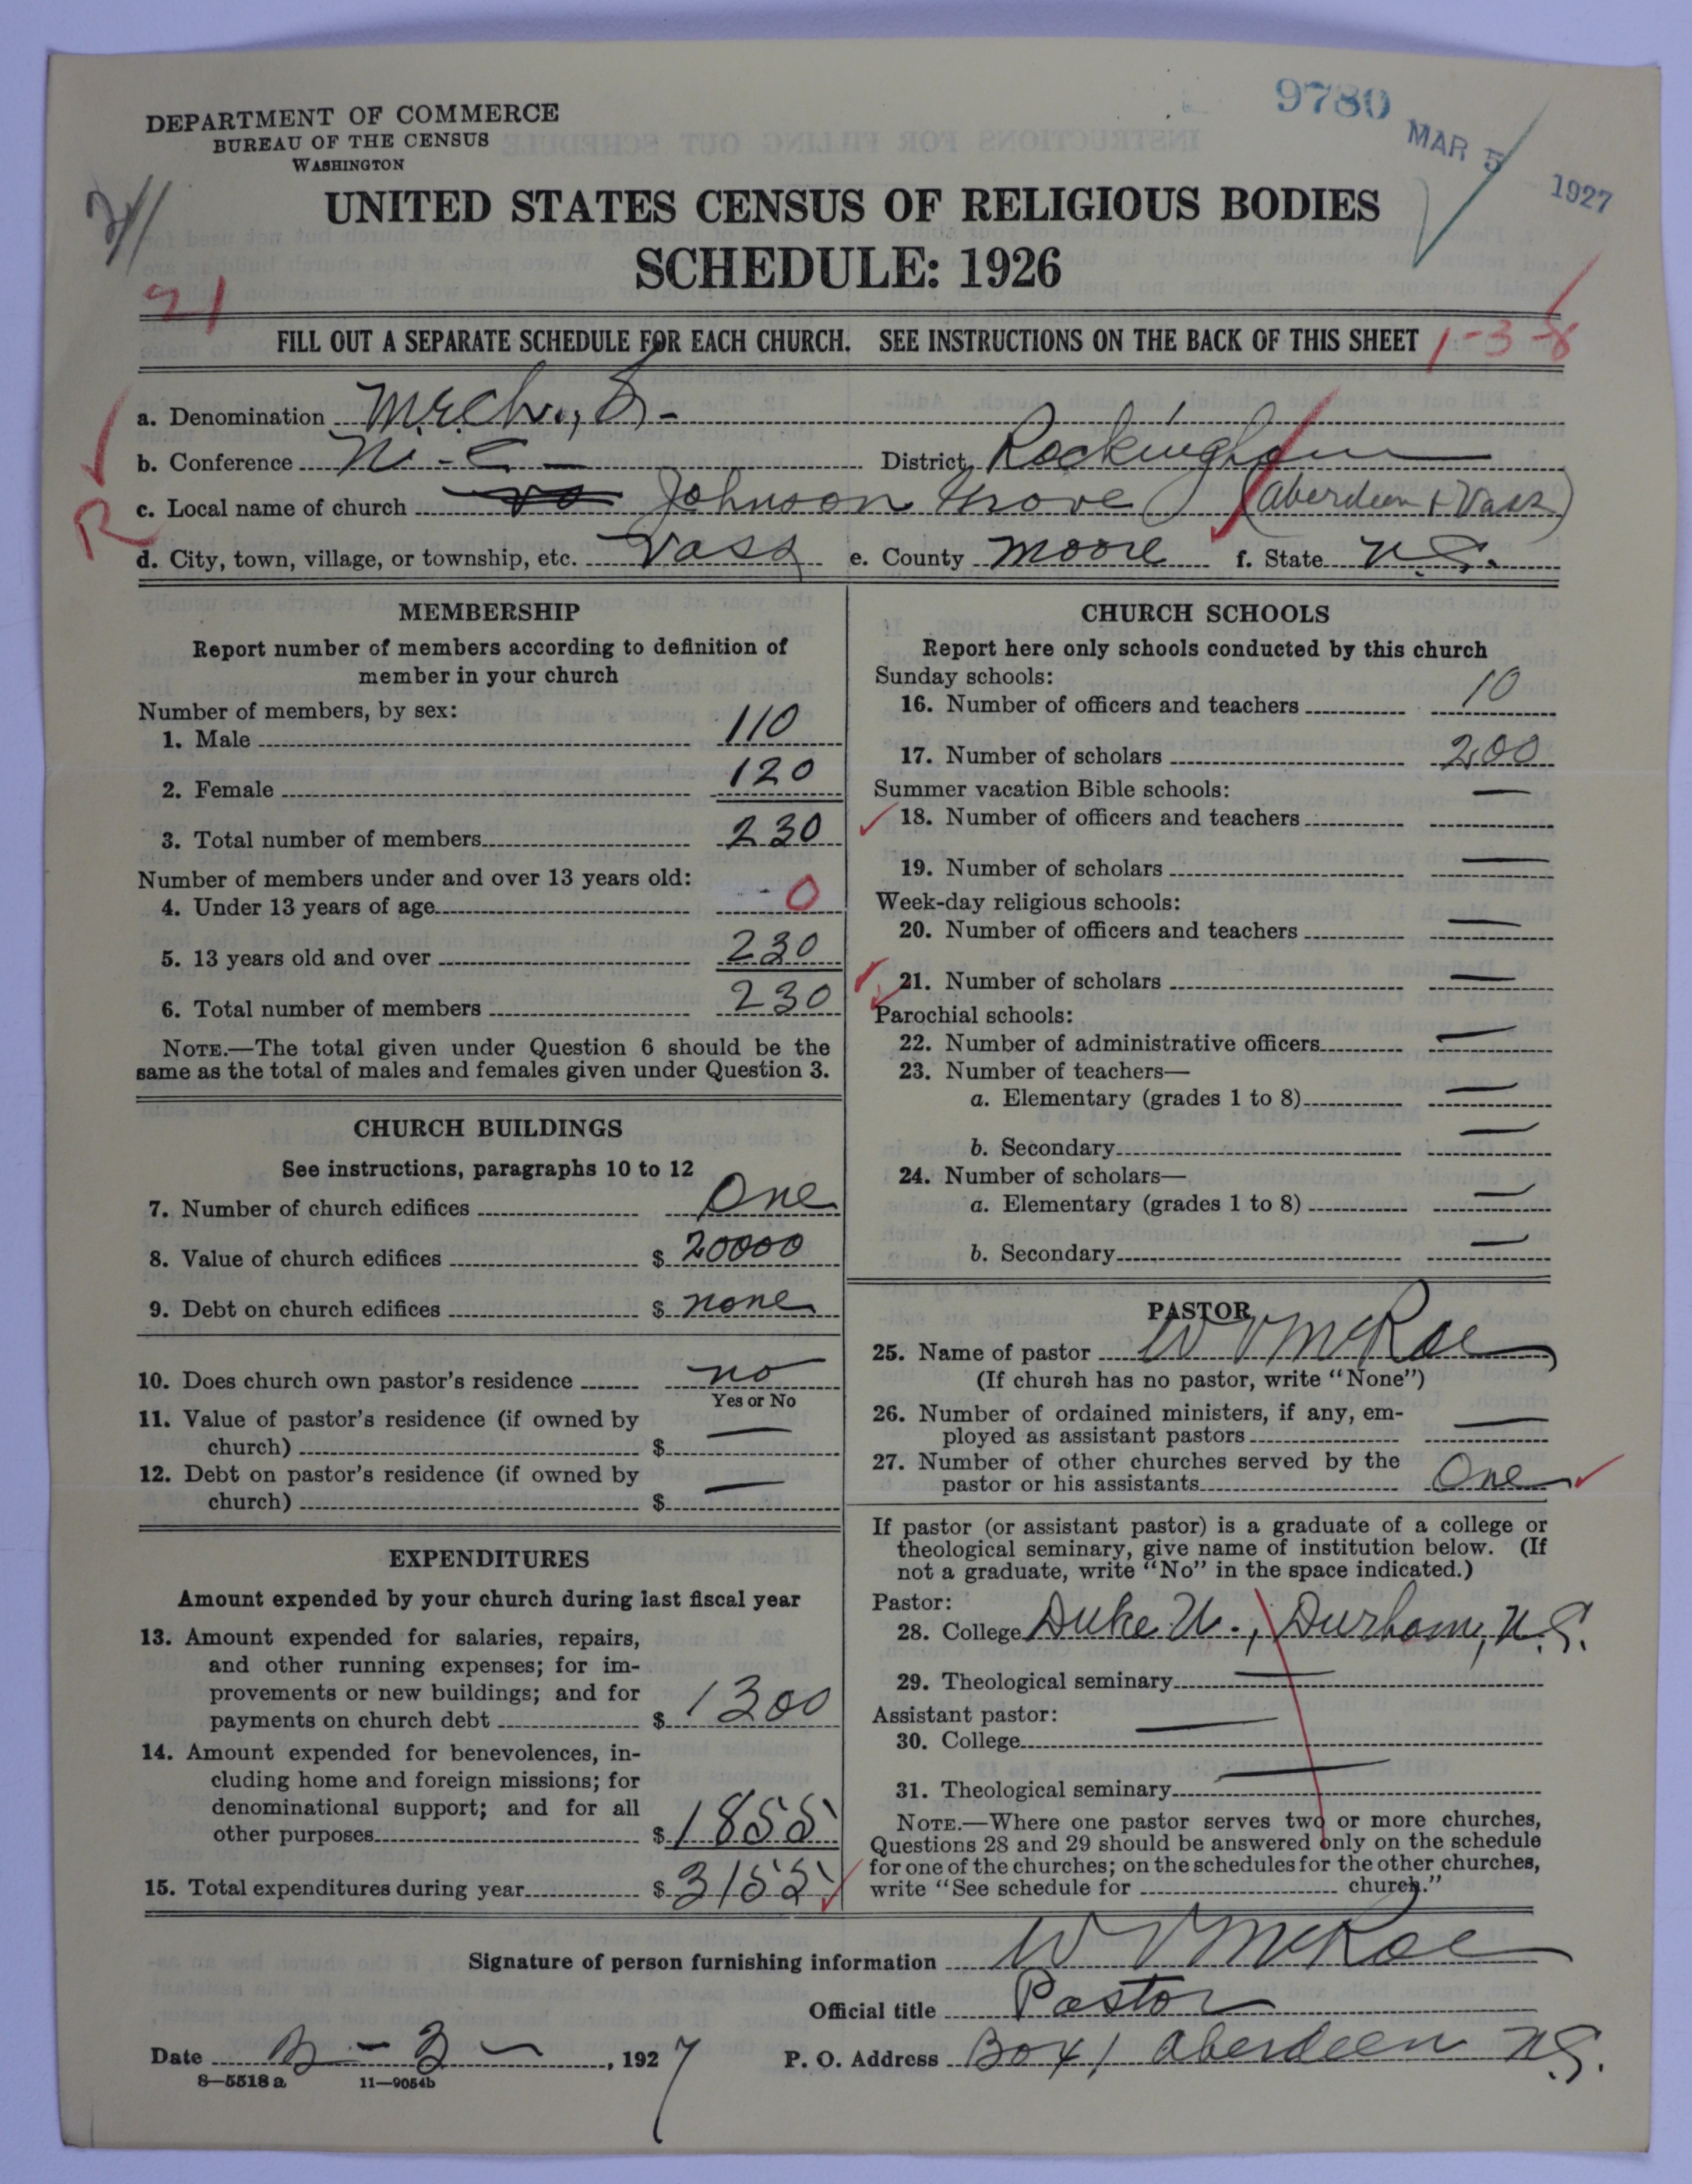 9780
MAR 5 1927
DEPARTMENT OF COMMERCE
BUREAU OF THE CENSUS
WASHINGTON
UNITED STATES CENSUS OF RELIGIOUS BODIES
SCHEDULE: 1926
FILL OUT A SEPARATE SCHEDULE FOR EACH CHURCH. SEE INSTRUCTIONS ON THE BACK OF THIS SHEET 1-3-8
a. Denomination M.E.Ch., S-
b. Conference N-C- District Rockingham
R
c. Local name of church Johnson Grove (Aberdeen + Vass)
d. City, town, village, or township, etc. Vass e. County Moore f. State N.C.
MEMBERSHIP
Report number of members according to definition of
member in your church
Number of members, by sex:
1. Male 110
2. Female 120
3. Total number of members 230
Number of members under and over 13 years old:
4. Under 13 years of age 0
5. 13 years old and over 230
6. Total number of members 230
NOTE.—The total given under Question 6 should be the
same as the total of males and females given under Question 3.
CHURCH BUILDINGS
See instructions, paragraphs 10 to 12
7. Number of church edifices One
8. Value of church edifices $ 20000
9. Debt on church edifices $ none
10. Does church own pastor's residence no
Yes or No
11. Value of pastor's residence (if owned by
church) $ —
12. Debt on pastor's residence (if owned by
church) $ —
EXPENDITURES
Amount expended by your church during last fiscal year
13. Amount expended for salaries, repairs,
and other running expenses; for im-
provements or new buildings; and for
payments on church debt $ 1300
14. Amount expended for benevolences, in-
cluding home and foreign missions; for
denominational support; and for all
other purposes $ 1855
15. Total expenditures during year $ 3155
CHURCH SCHOOLS
Report here only schools conducted by this church
Sunday schools:
16. Number of officers and teachers 10
17. Number of scholars 200
Summer vacation Bible schools:
18. Number of officers and teachers —
19. Number of scholars —
Week-day religious schools:
20. Number of officers and teachers —
21. Number of scholars —
Parochial schools:
22. Number of administrative officers —
23. Number of teachers—
a. Elementary (grades 1 to 8) —
b. Secondary —
24. Number of scholars—
a. Elementary (grades 1 to 8) —
b. Secondary —
PASTOR
25. Name of pastor W V McRae
(If church has no pastor, write "None")
26. Number of ordained ministers, if any, em-
ployed as assistant pastors —
27. Number of other churches served by the
pastor or his assistants One
If pastor (or assistant pastor) is a graduate of a college or
theological seminary, give name of institution below. (If
not a graduate, write "No" in the space indicated.)
Pastor:
28. College Duke U., Durham, N.C.
29. Theological seminary —
Assistant pastor:
30. College —
31. Theological seminary —
NOTE.—Where one pastor serves two or more churches,
Questions 28 and 29 should be answered only on the schedule
for one of the churches; on the schedules for the other churches,
write "See schedule for church."
Signature of person furnishing information W V McRae
Official title Pastor
Date , 1927 P. O. Address Box 1 Aberdeen N.C.
8—5518 a 11—9054b